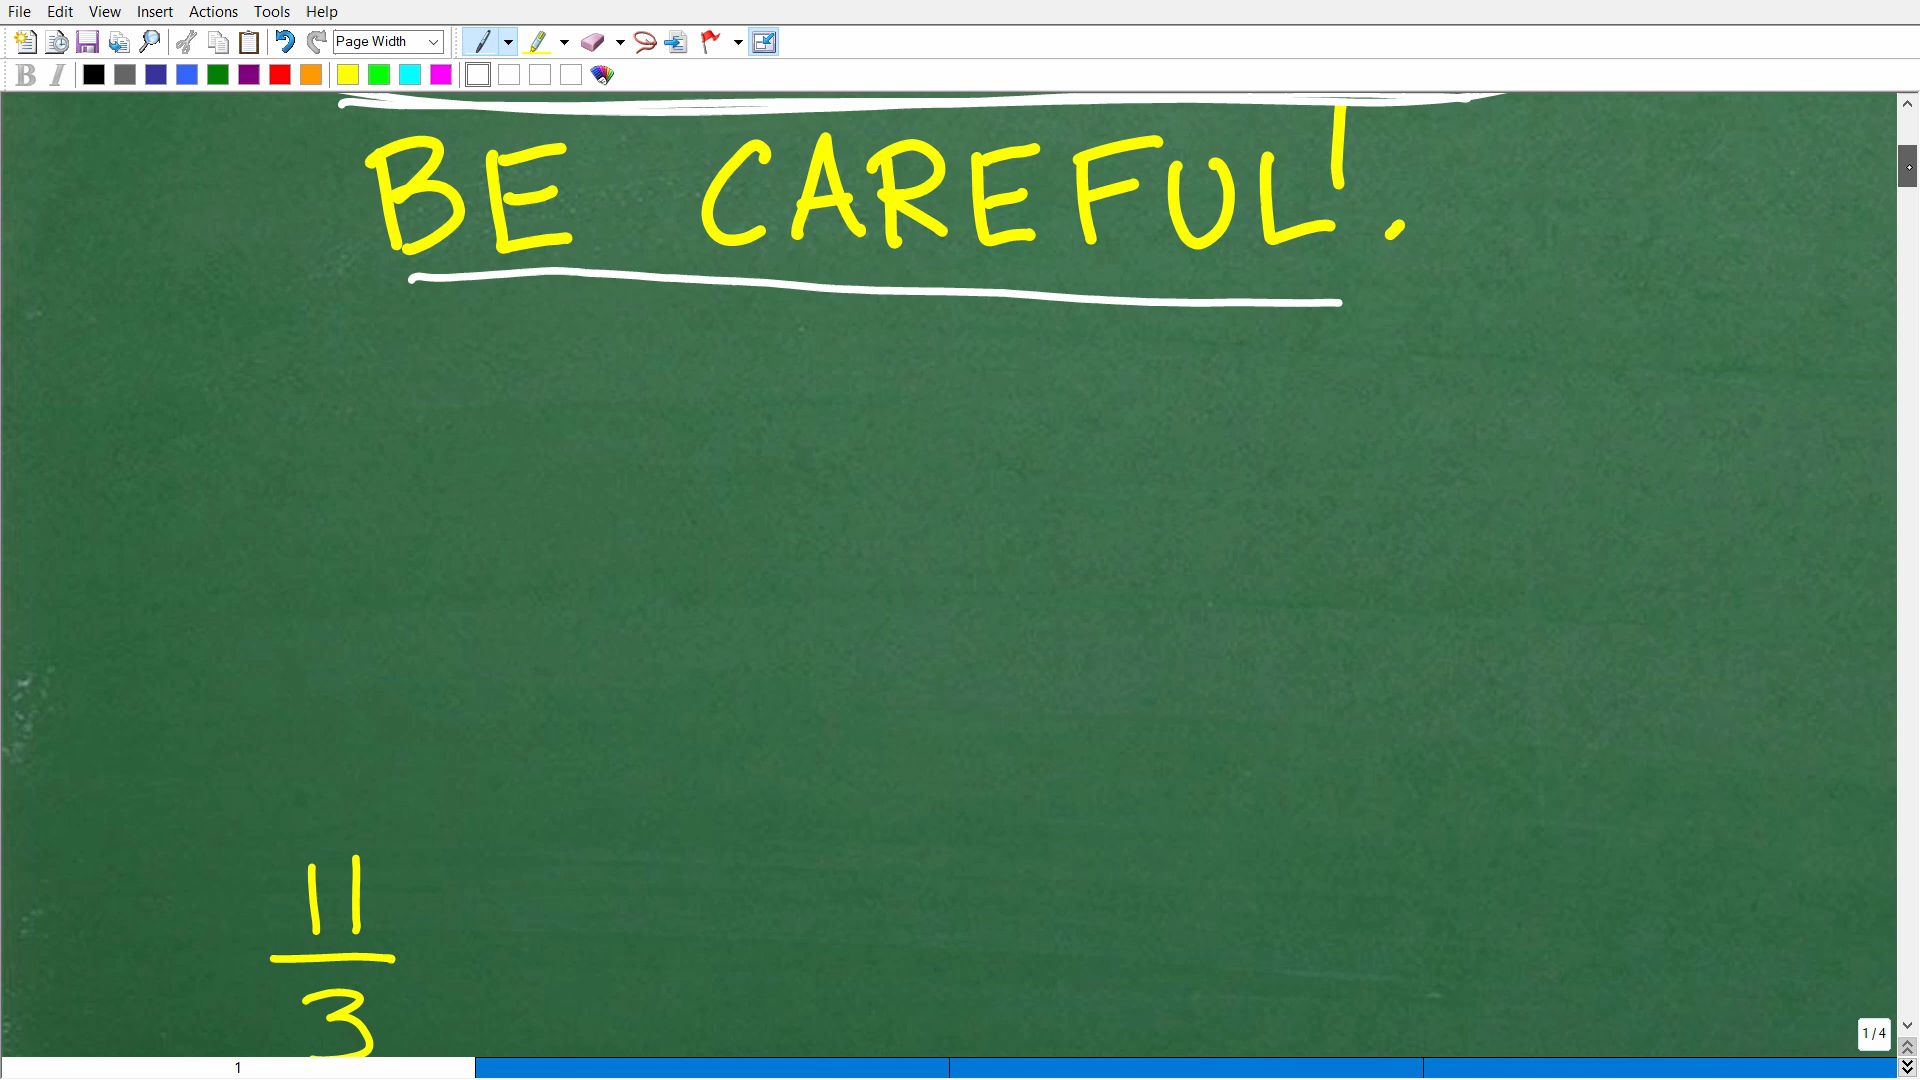 File Edit View Insert Actions Tools Help
Page Width
B I
BE CAREFUL!
11
3
1 / 4
1